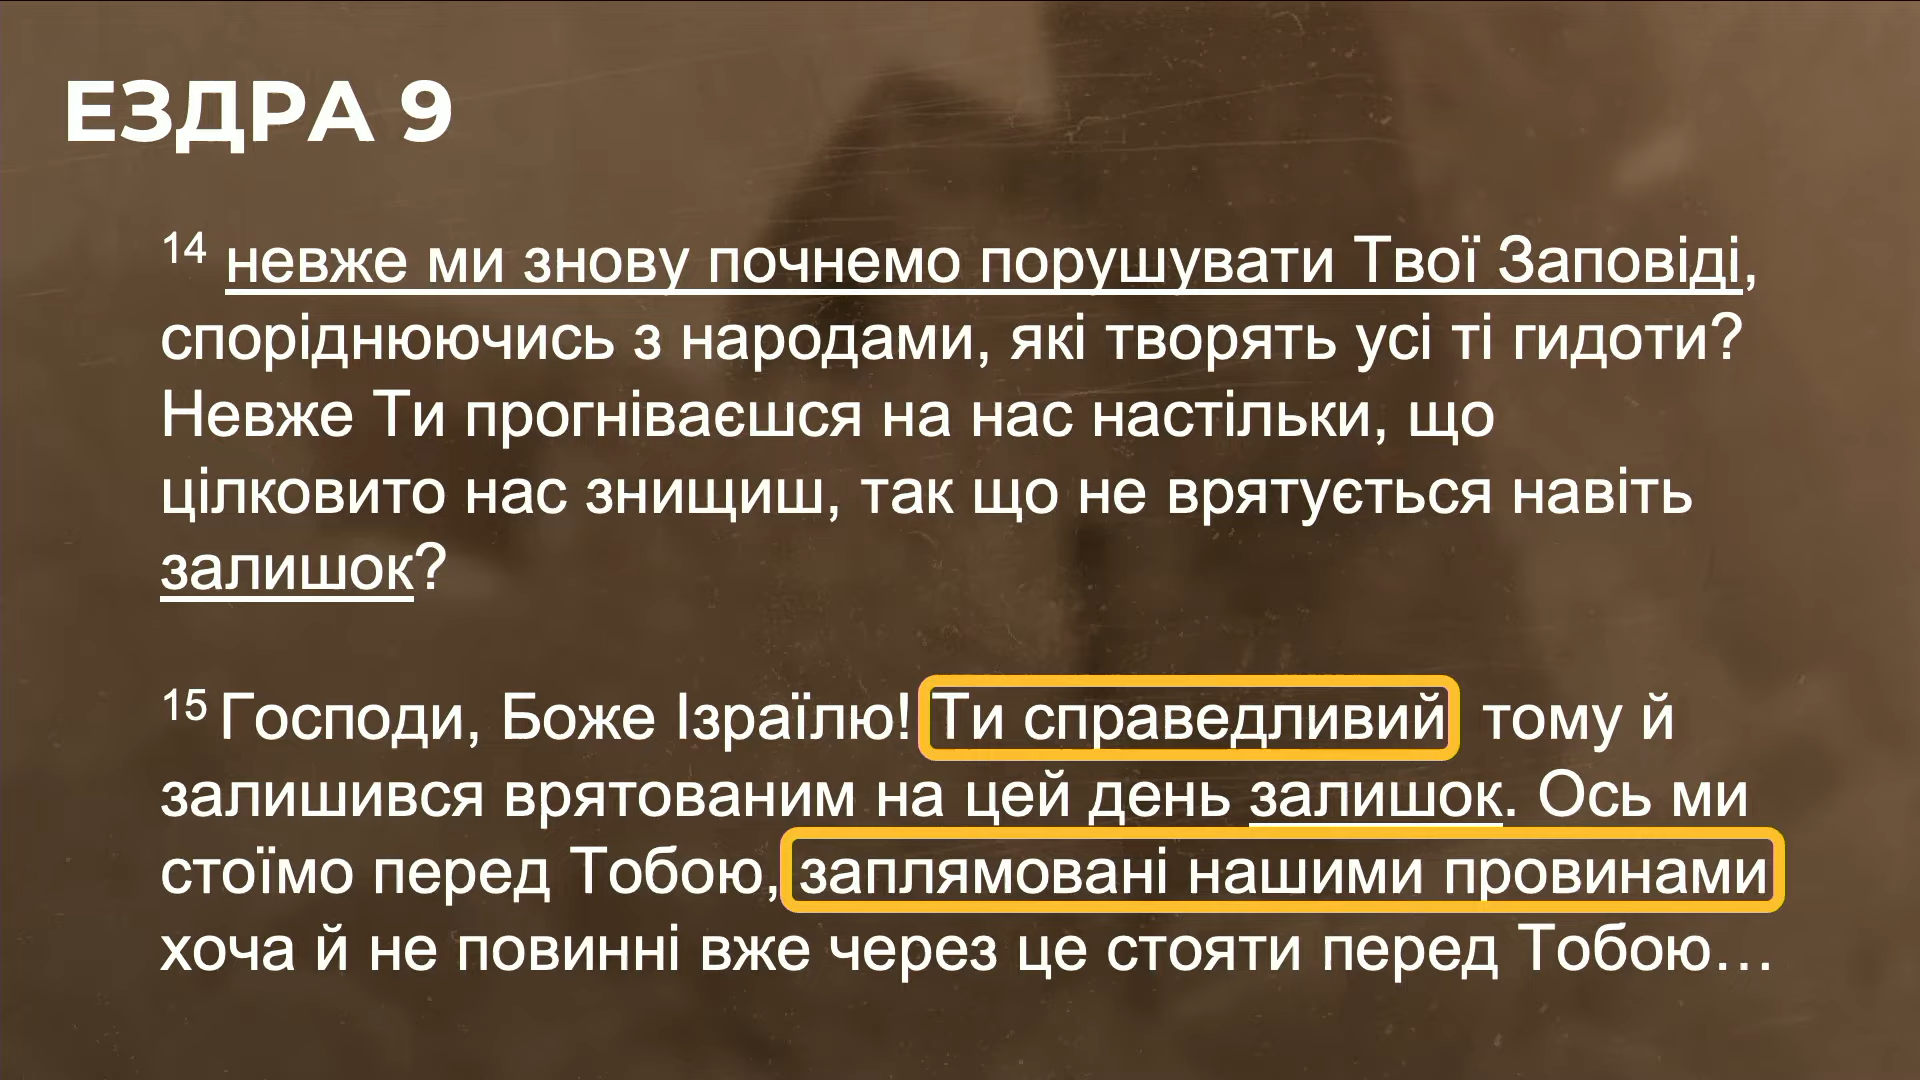 ЕЗДРА 9
14 невже ми знову почнемо порушувати Твої Заповіді,
споріднюючись з народами, які творять усі ті гидоти?
Невже Ти прогніваєшся на нас настільки, що
цілковито нас знищиш, так що не врятується навіть
залишок?
15 Господи, Боже Ізраїлю! Ти справедливий тому й
залишився врятованим на цей день залишок. Ось ми
стоїмо перед Тобою, заплямовані нашими провинами
хоча й не повинні вже через це стояти перед Тобою…